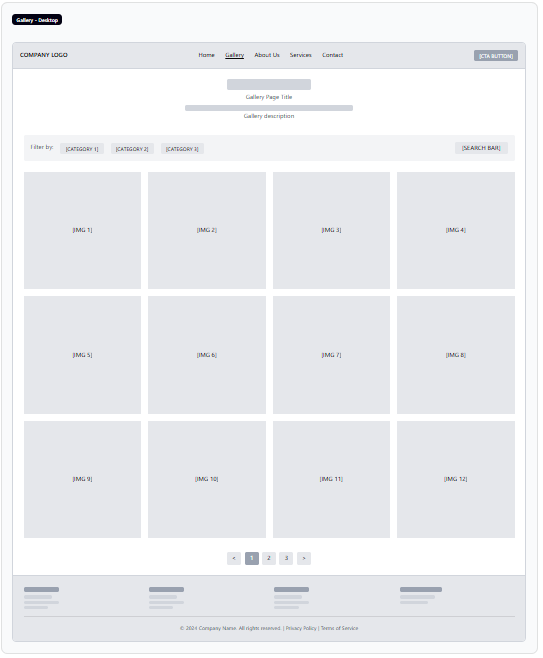 Gallery - Desktop
COMPANY LOGO Home Gallery About Us Services Contact [CTA BUTTON]
Gallery Page Title
Gallery description
Filter by: [CATEGORY 1] [CATEGORY 2] [CATEGORY 3] [SEARCH BAR]
[IMG 1] [IMG 2] [IMG 3] [IMG 4]
[IMG 5] [IMG 6] [IMG 7] [IMG 8]
[IMG 9] [IMG 10] [IMG 11] [IMG 12]
< 1 2 3 >
© 2024 Company Name. All rights reserved. | Privacy Policy | Terms of Service